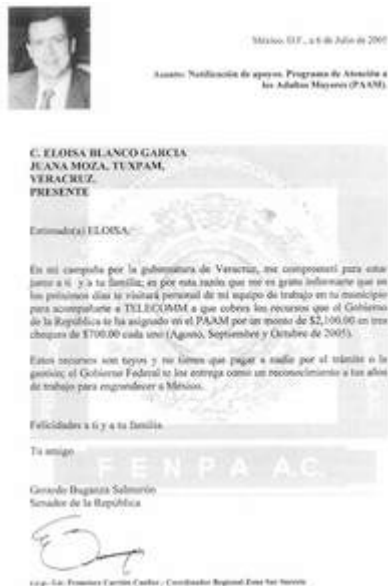 México, D.F., a 6 de Julio de 2005
Asunto: Notificación de apoyos. Programa de Atención a
los Adultos Mayores (PAAM).
C. ELOISA BLANCO GARCIA
JUANA MOZA, TUXPAM,
VERACRUZ.
PRESENTE
Estimado(a) ELOISA,
En mi campaña por la gubernatura de Veracruz, me comprometí para estar
junto a ti y a tu familia; es por esta razón que me es grato informarte que en
los próximos días te visitará personal de mi equipo de trabajo en tu municipio
para acompañarte a TELECOMM a que cobres los recursos que el Gobierno
de la República te ha asignado en el PAAM por un monto de $2,100.00 en tres
cheques de $700.00 cada uno (Agosto, Septiembre y Octubre de 2005).
Estos recursos son tuyos y no tienes que pagar a nadie por el trámite o la
gestión; el Gobierno Federal te los entrega como un reconocimiento a tus años
de trabajo para engrandecer a México.
Felicidades a ti y a tu familia
Tu amigo
FENPA A.C.
Gerardo Buganza Salmerón
Senador de la República
c.c.p. Lic. Francisco Carrión Coordinador Regional Zona